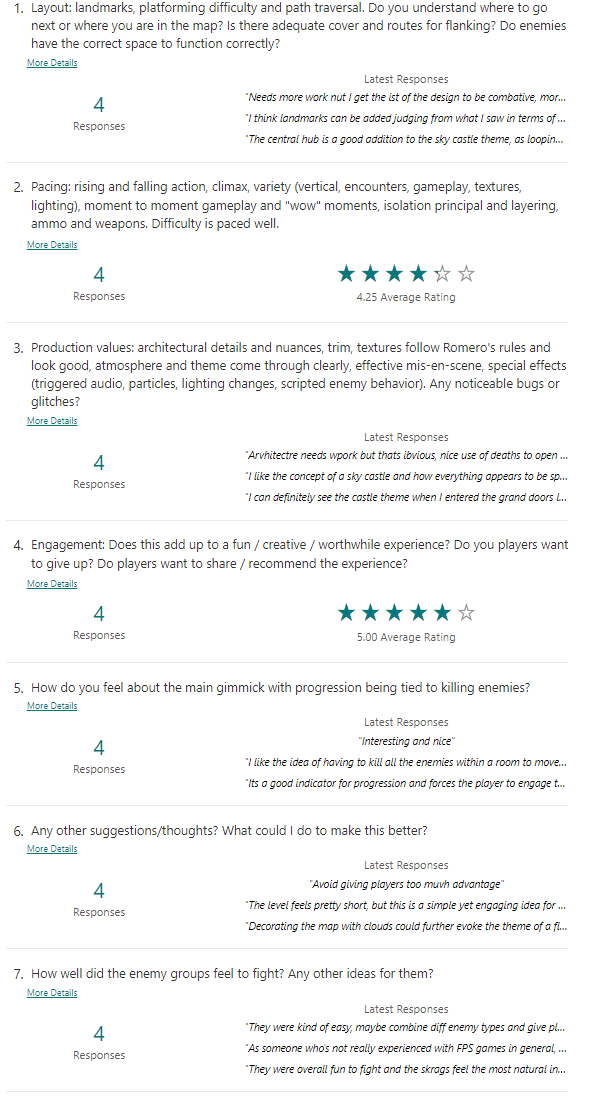 1. Layout: landmarks, platforming difficulty and path traversal. Do you understand where to go
next or where you are in the map? Is there adequate cover and routes for flanking? Do enemies
have the correct space to function correctly?
More Details
Latest Responses
4
Responses
"Needs more work nut I get the ist of the design to be combative, mor...
"I think landmarks can be added judging from what I saw in terms of ...
"The central hub is a good addition to the sky castle theme, as loopin...
2. Pacing: rising and falling action, climax, variety (vertical, encounters, gameplay, textures,
lighting), moment to moment gameplay and "wow" moments, isolation principal and layering,
ammo and weapons. Difficulty is paced well.
More Details
4
Responses
4.25 Average Rating
3. Production values: architectural details and nuances, trim, textures follow Romero's rules and
look good, atmosphere and theme come through clearly, effective mis-en-scene, special effects
(triggered audio, particles, lighting changes, scripted enemy behavior). Any noticeable bugs or
glitches?
More Details
Latest Responses
4
Responses
"Arvhitectre needs wpork but thats ibvious, nice use of deaths to open ...
"I like the concept of a sky castle and how everything appears to be sp...
"I can definitely see the castle theme when I entered the grand doors i...
4. Engagement: Does this add up to a fun / creative / worthwhile experience? Do you players want
to give up? Do players want to share / recommend the experience?
More Details
4
Responses
5.00 Average Rating
5. How do you feel about the main gimmick with progression being tied to killing enemies?
More Details
Latest Responses
4
Responses
"Interesting and nice"
"I like the idea of having to kill all the enemies within a room to move...
"Its a good indicator for progression and forces the player to engage t...
6. Any other suggestions/thoughts? What could I do to make this better?
More Details
Latest Responses
4
Responses
"Avoid giving players too muvh advantage"
"The level feels pretty short, but this is a simple yet engaging idea for ...
"Decorating the map with clouds could further evoke the theme of a fl...
7. How well did the enemy groups feel to fight? Any other ideas for them?
More Details
Latest Responses
4
Responses
"They were kind of easy, maybe combine diff enemy types and give pl...
"As someone who's not really experienced with FPS games in general, ...
"They were overall fun to fight and the skrags feel the most natural in...